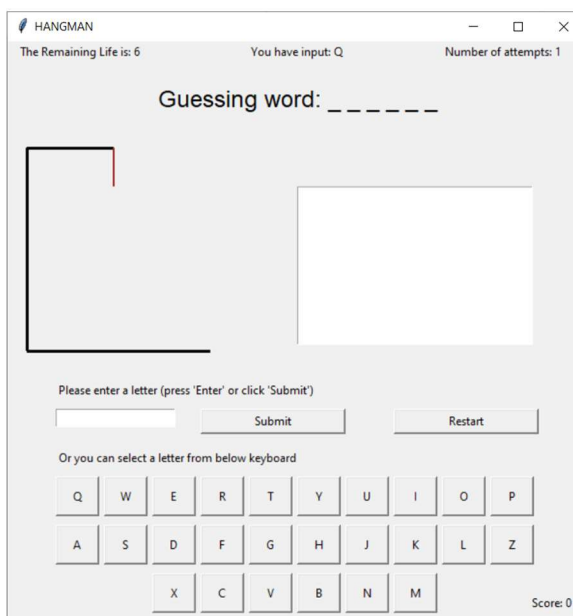 HANGMAN
The Remaining Life is: 6 You have input: Q Number of attempts: 1
Guessing word: _ _ _ _ _ _
Please enter a letter (press 'Enter' or click 'Submit')
Submit Restart
Or you can select a letter from below keyboard
Q W E R T Y U I O P
A S D F G H J K L Z
X C V B N M
Score: 0